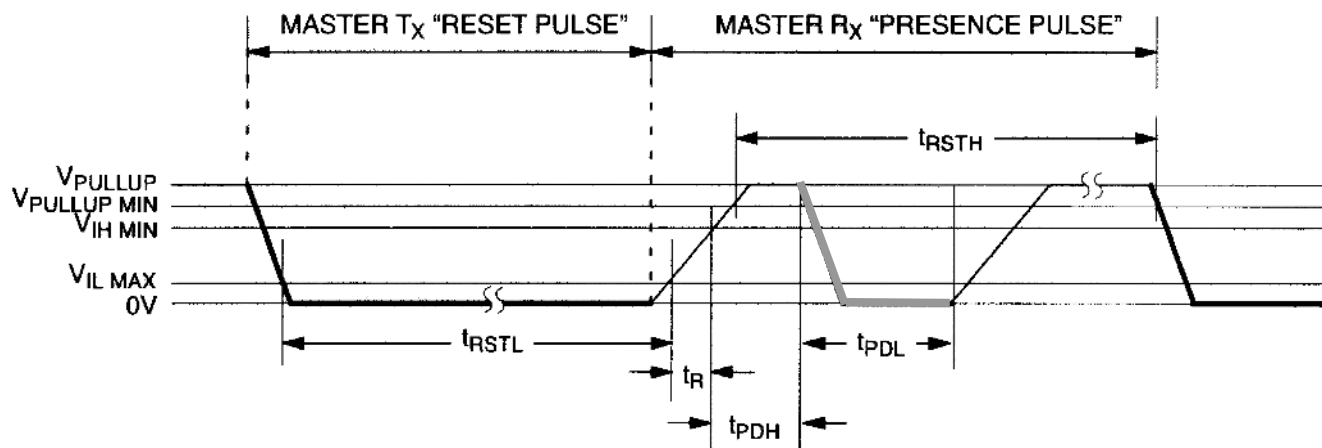 MASTER TX “RESET PULSE” MASTER RX “PRESENCE PULSE”
tRSTH
VPULLUP
VPULLUP MIN
VIH MIN
VIL MAX
0V
tRSTL
tPDL
tR
tPDH